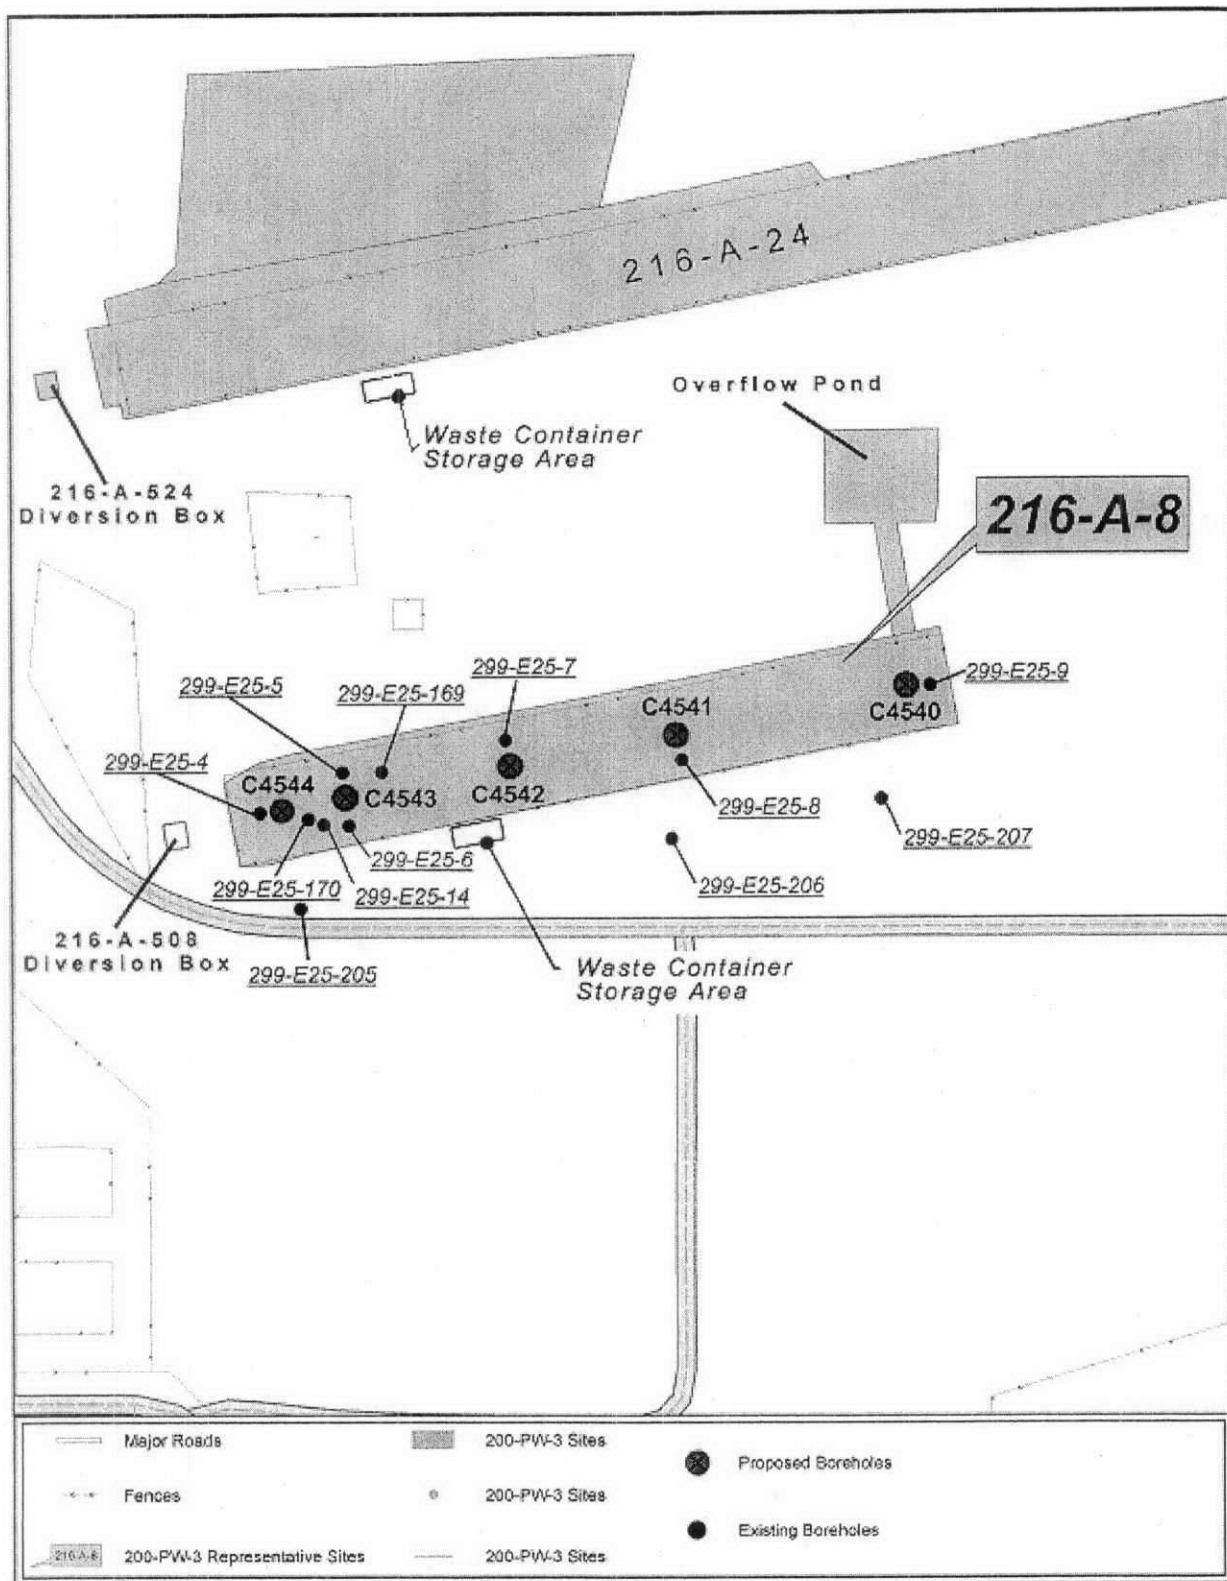 216-A-24
Overflow Pond
Waste Container
Storage Area
216-A-524
Diversion Box
216-A-8
299-E25-7
299-E25-5
299-E25-169
299-E25-9
C4541
C4540
299-E25-4
C4544
C4543
C4542
299-E25-8
299-E25-207
299-E25-6
299-E25-170
299-E25-14
299-E25-206
216-A-508
Diversion Box
299-E25-205
Waste Container
Storage Area
Major Roads
200-PW-3 Sites
Proposed Boreholes
Fences
200-PW-3 Sites
Existing Boreholes
216-A-8
200-PW-3 Representative Sites
200-PW-3 Sites